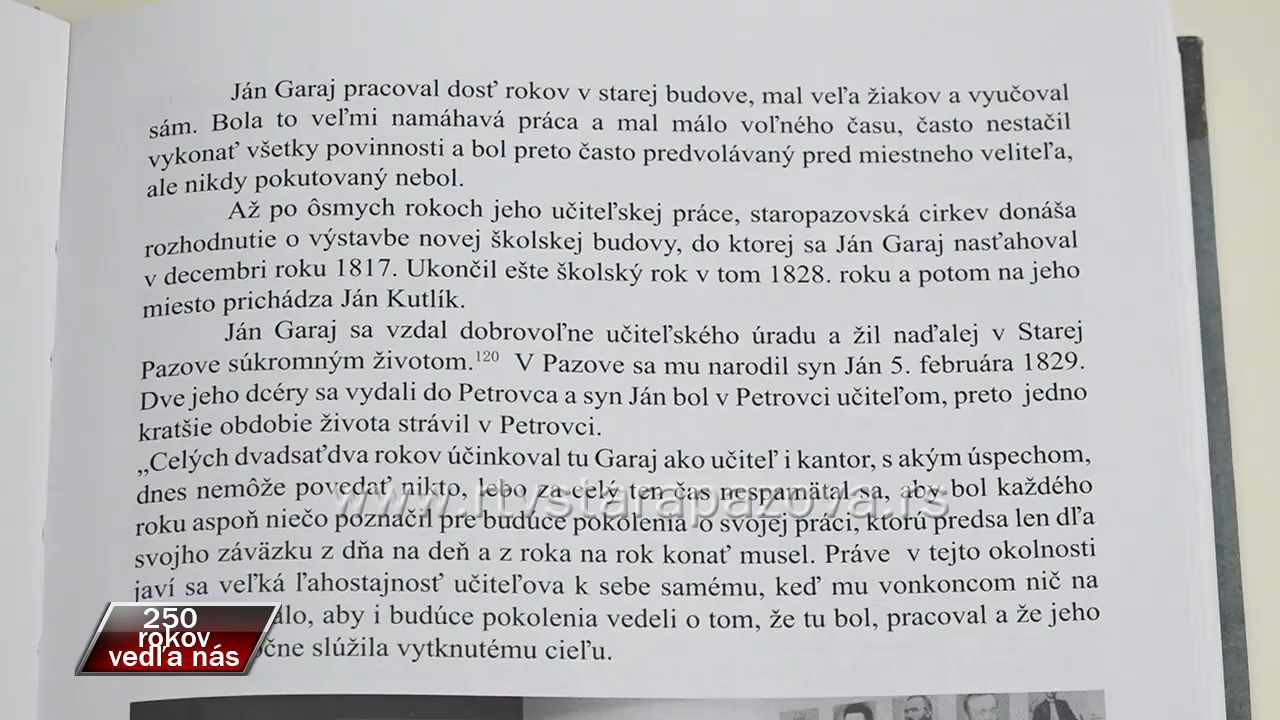 Ján Garaj pracoval dosť rokov v starej budove, mal veľa žiakov a vyučoval
sám. Bola to veľmi namáhavá práca a mal málo voľného času, často nestačil
vykonať všetky povinnosti a bol preto často predvolávaný pred miestneho veliteľa,
ale nikdy pokutovaný nebol.
Až po ôsmych rokoch jeho učiteľskej práce, staropazovská cirkev donáša
rozhodnutie o výstavbe novej školskej budovy, do ktorej sa Ján Garaj nasťahoval
v decembri roku 1817. Ukončil ešte školský rok v tom 1828. roku a potom na jeho
miesto prichádza Ján Kutlík.
Ján Garaj sa vzdal dobrovoľne učiteľského úradu a žil naďalej v Starej
Pazove súkromným životom.120 V Pazove sa mu narodil syn Ján 5. februára 1829.
Dve jeho dcéry sa vydali do Petrovca a syn Ján bol v Petrovci učiteľom, preto jedno
kratšie obdobie života strávil v Petrovci.
„Celých dvadsaťdva rokov účinkoval tu Garaj ako učiteľ i kantor, s akým úspechom,
dnes nemôže povedať nikto, lebo za celý ten čas nespamätal sa, aby bol každého
roku aspoň niečo poznačil pre budúce pokolenia o svojej práci, ktorú predsa len dľa
svojho záväzku z dňa na deň a z roka na rok konať musel. Práve v tejto okolnosti
javí sa veľká ľahostajnosť učiteľova k sebe samému, keď mu vonkoncom nič na
aby i budúce pokolenia vedeli o tom, že tu bol, pracoval a že jeho
slúžila vytknutému cieľu.
www.rtvstarapazova.rs
250
rokov
vedľa nás